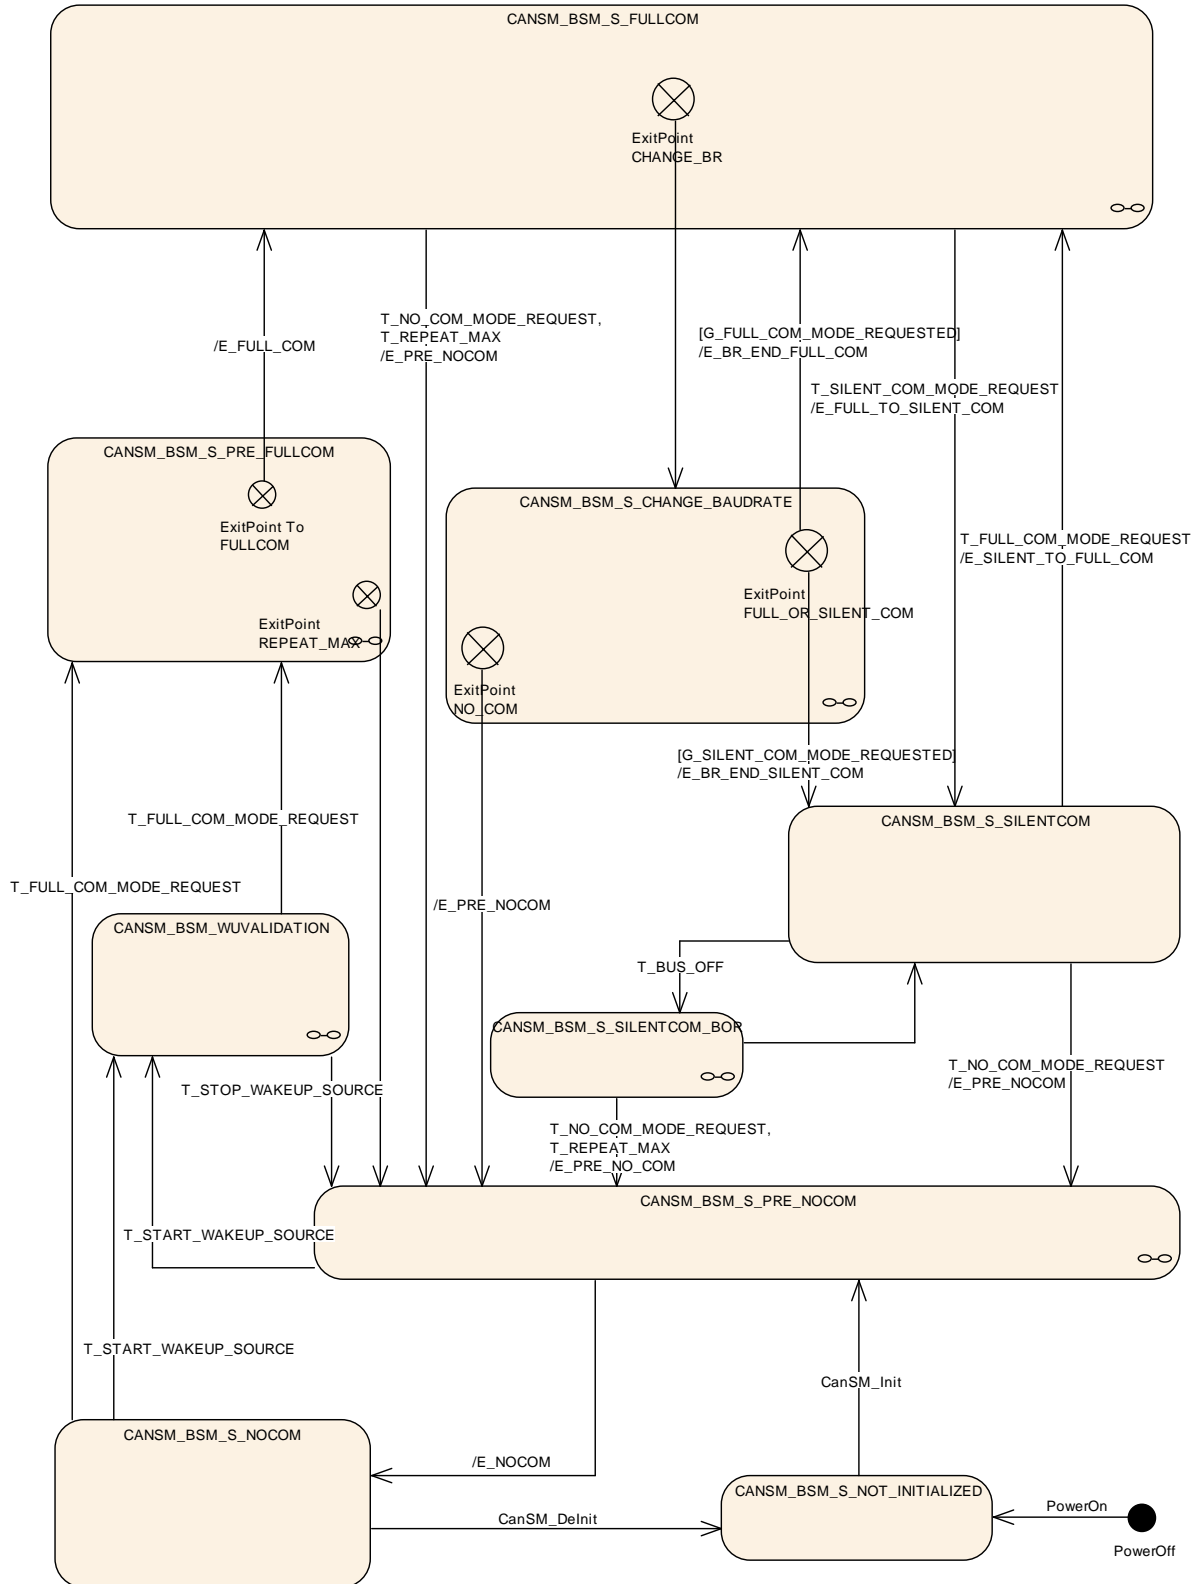 CANSM_BSM_S_FULLCOM
ExitPoint
CHANGE_BR
/E_FULL_COM
T_NO_COM_MODE_REQUEST,
T_REPEAT_MAX
/E_PRE_NOCOM
[G_FULL_COM_MODE_REQUESTED]
/E_BR_END_FULL_COM
T_SILENT_COM_MODE_REQUEST
/E_FULL_TO_SILENT_COM
CANSM_BSM_S_PRE_FULLCOM
ExitPoint To
FULLCOM
ExitPoint
REPEAT_MAX
CANSM_BSM_S_CHANGE_BAUDRATE
ExitPoint
FULL_OR_SILENT_COM
ExitPoint
NO_COM
T_FULL_COM_MODE_REQUEST
/E_SILENT_TO_FULL_COM
[G_SILENT_COM_MODE_REQUESTED]
/E_BR_END_SILENT_COM
T_FULL_COM_MODE_REQUEST
CANSM_BSM_S_SILENTCOM
T_FULL_COM_MODE_REQUEST
/E_PRE_NOCOM
CANSM_BSM_WUVALIDATION
T_BUS_OFF
CANSM_BSM_S_SILENTCOM_BOR
T_STOP_WAKEUP_SOURCE
T_NO_COM_MODE_REQUEST
/E_PRE_NOCOM
T_NO_COM_MODE_REQUEST,
T_REPEAT_MAX
/E_PRE_NO_COM
CANSM_BSM_S_PRE_NOCOM
T_START_WAKEUP_SOURCE
T_START_WAKEUP_SOURCE
CanSM_Init
CANSM_BSM_S_NOCOM
/E_NOCOM
CANSM_BSM_S_NOT_INITIALIZED
CanSM_DeInit
PowerOn
PowerOff